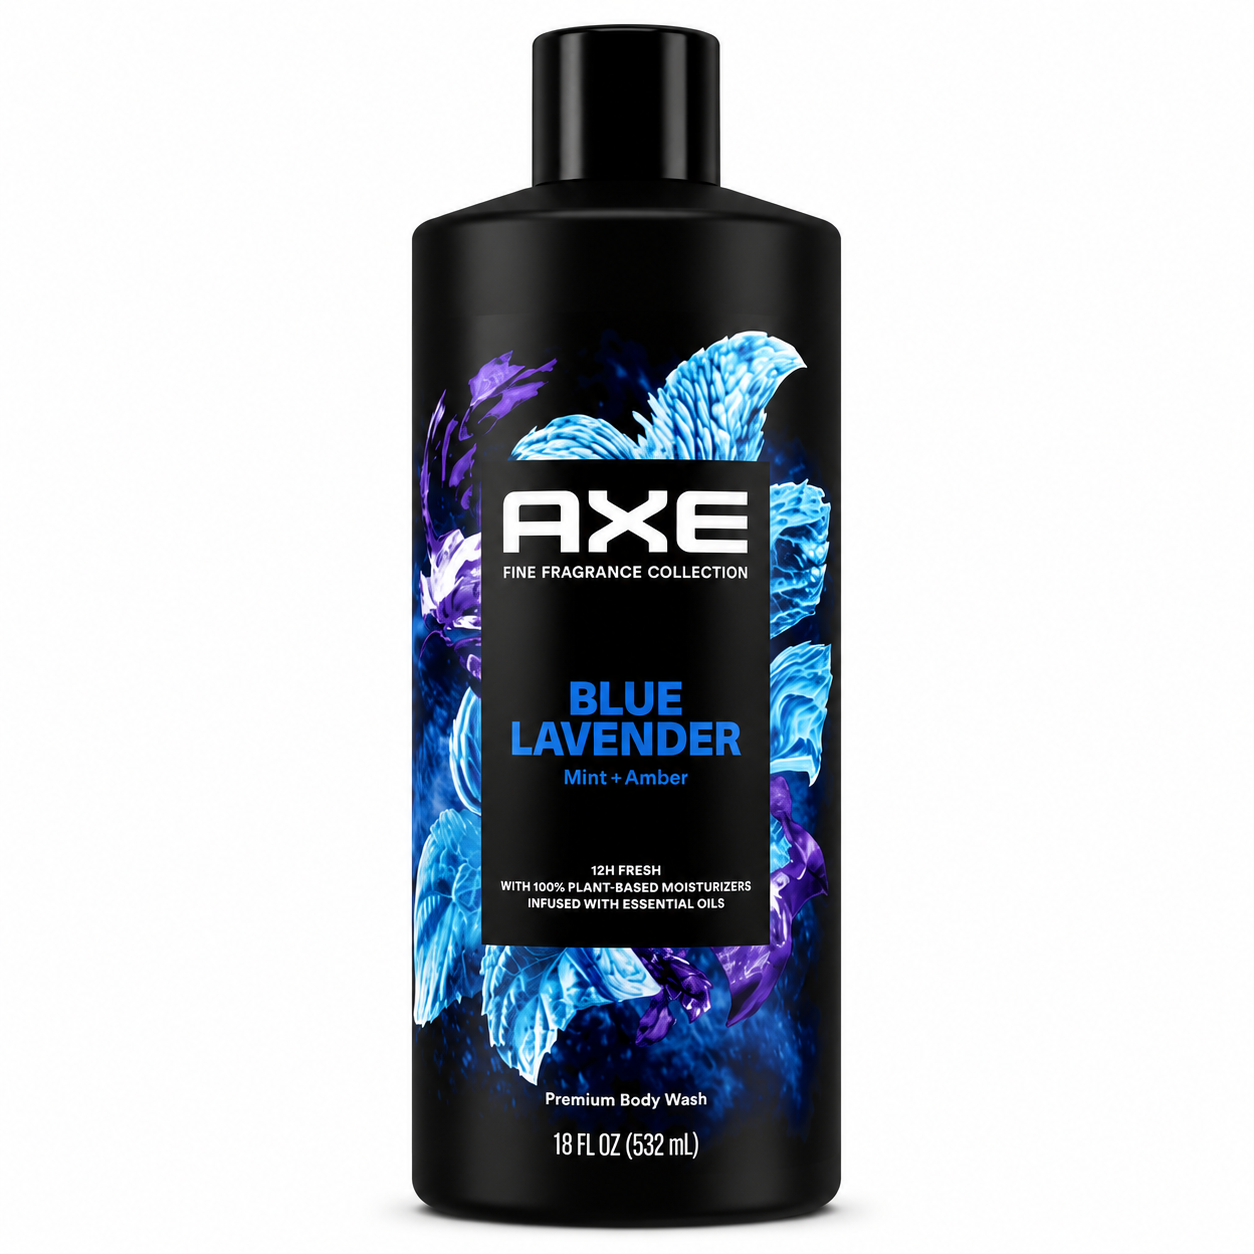 AXE
FINE FRAGRANCE COLLECTION
BLUE
LAVENDER
Mint + Amber
12H FRESH
WITH 100% PLANT-BASED MOISTURIZERS
INFUSED WITH ESSENTIAL OILS
Premium Body Wash
18 FL OZ (532 mL)